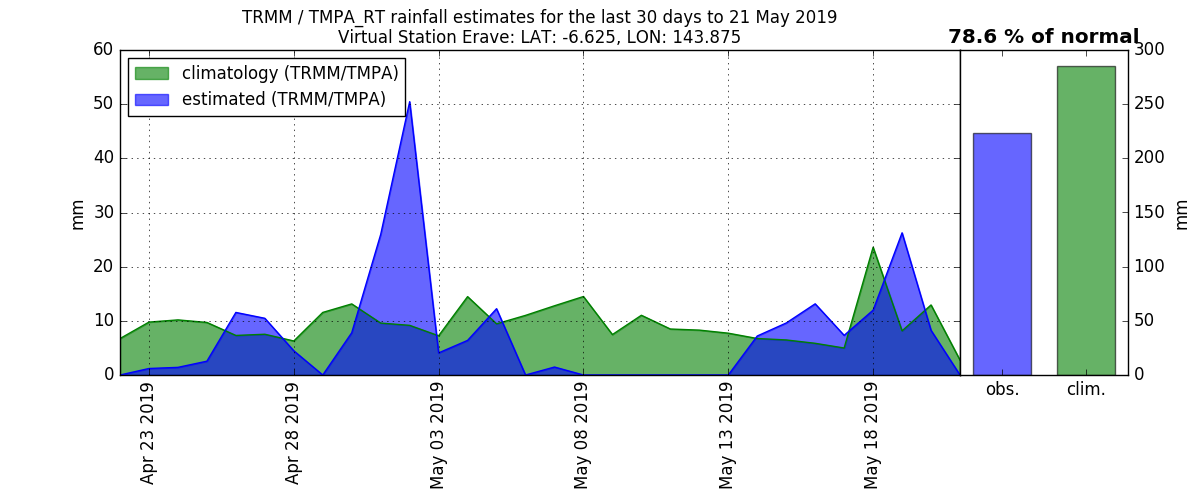 TRMM / TMPA_RT rainfall estimates for the last 30 days to 21 May 2019
Virtual Station Erave: LAT: -6.625, LON: 143.875
78.6 % of normal
climatology (TRMM/TMPA)
estimated (TRMM/TMPA)
60
50
40
30
20
10
0
mm
Apr 23 2019
Apr 28 2019
May 03 2019
May 08 2019
May 13 2019
May 18 2019
300
250
200
150
100
50
0
mm
obs.
clim.